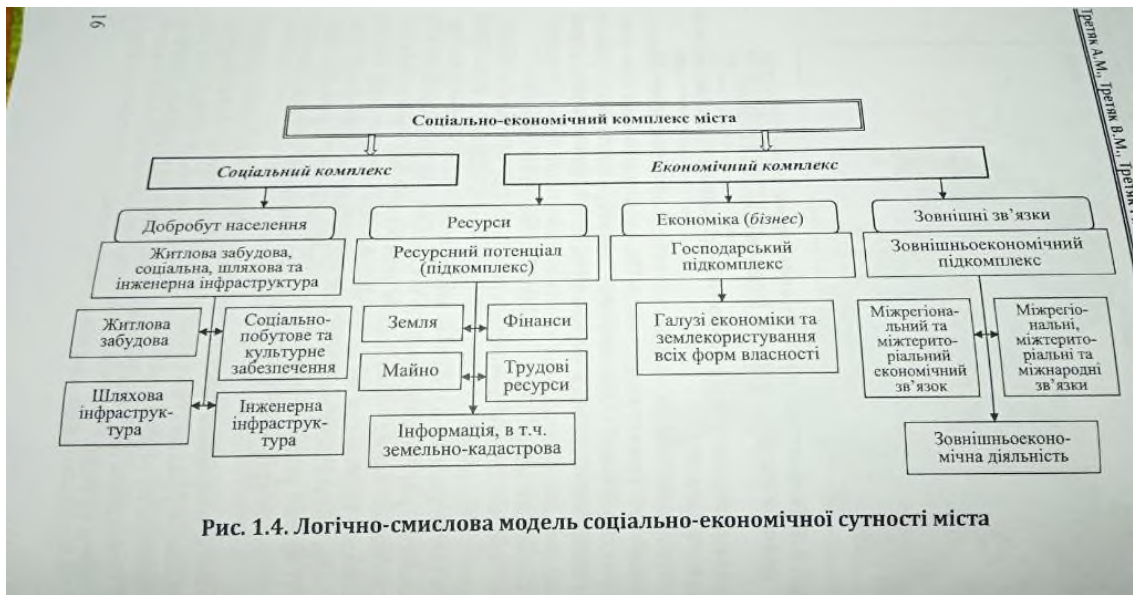 16
Третяк А.М., Третяк В.М., Третяк
Соціально-економічний комплекс міста
Соціальний комплекс
Економічний комплекс
Добробут населення
Житлова забудова,
соціальна, шляхова та
інженерна інфраструктура
Житлова
забудова
Соціально-
побутове та
культурне
забезпечення
Шляхова
інфраструк-
тура
Інженерна
інфраструк-
тура
Ресурси
Ресурсний потенціал
(підкомплекс)
Земля
Фінанси
Майно
Трудові
ресурси
Інформація, в т.ч.
земельно-кадастрова
Економіка (бізнес)
Господарський
підкомплекс
Галузі економіки та
землекористування
всіх форм власності
Зовнішні зв'язки
Зовнішньоекономічний
підкомплекс
Міжрегіона-
льний та
міжтерито-
ріальний
економічний
зв'язок
Міжрегіо-
нальні,
міжтерито-
ріальні та
міжнародні
зв'язки
Зовнішньоеконо-
мічна діяльність
Рис. 1.4. Логічно-смислова модель соціально-економічної сутності міста